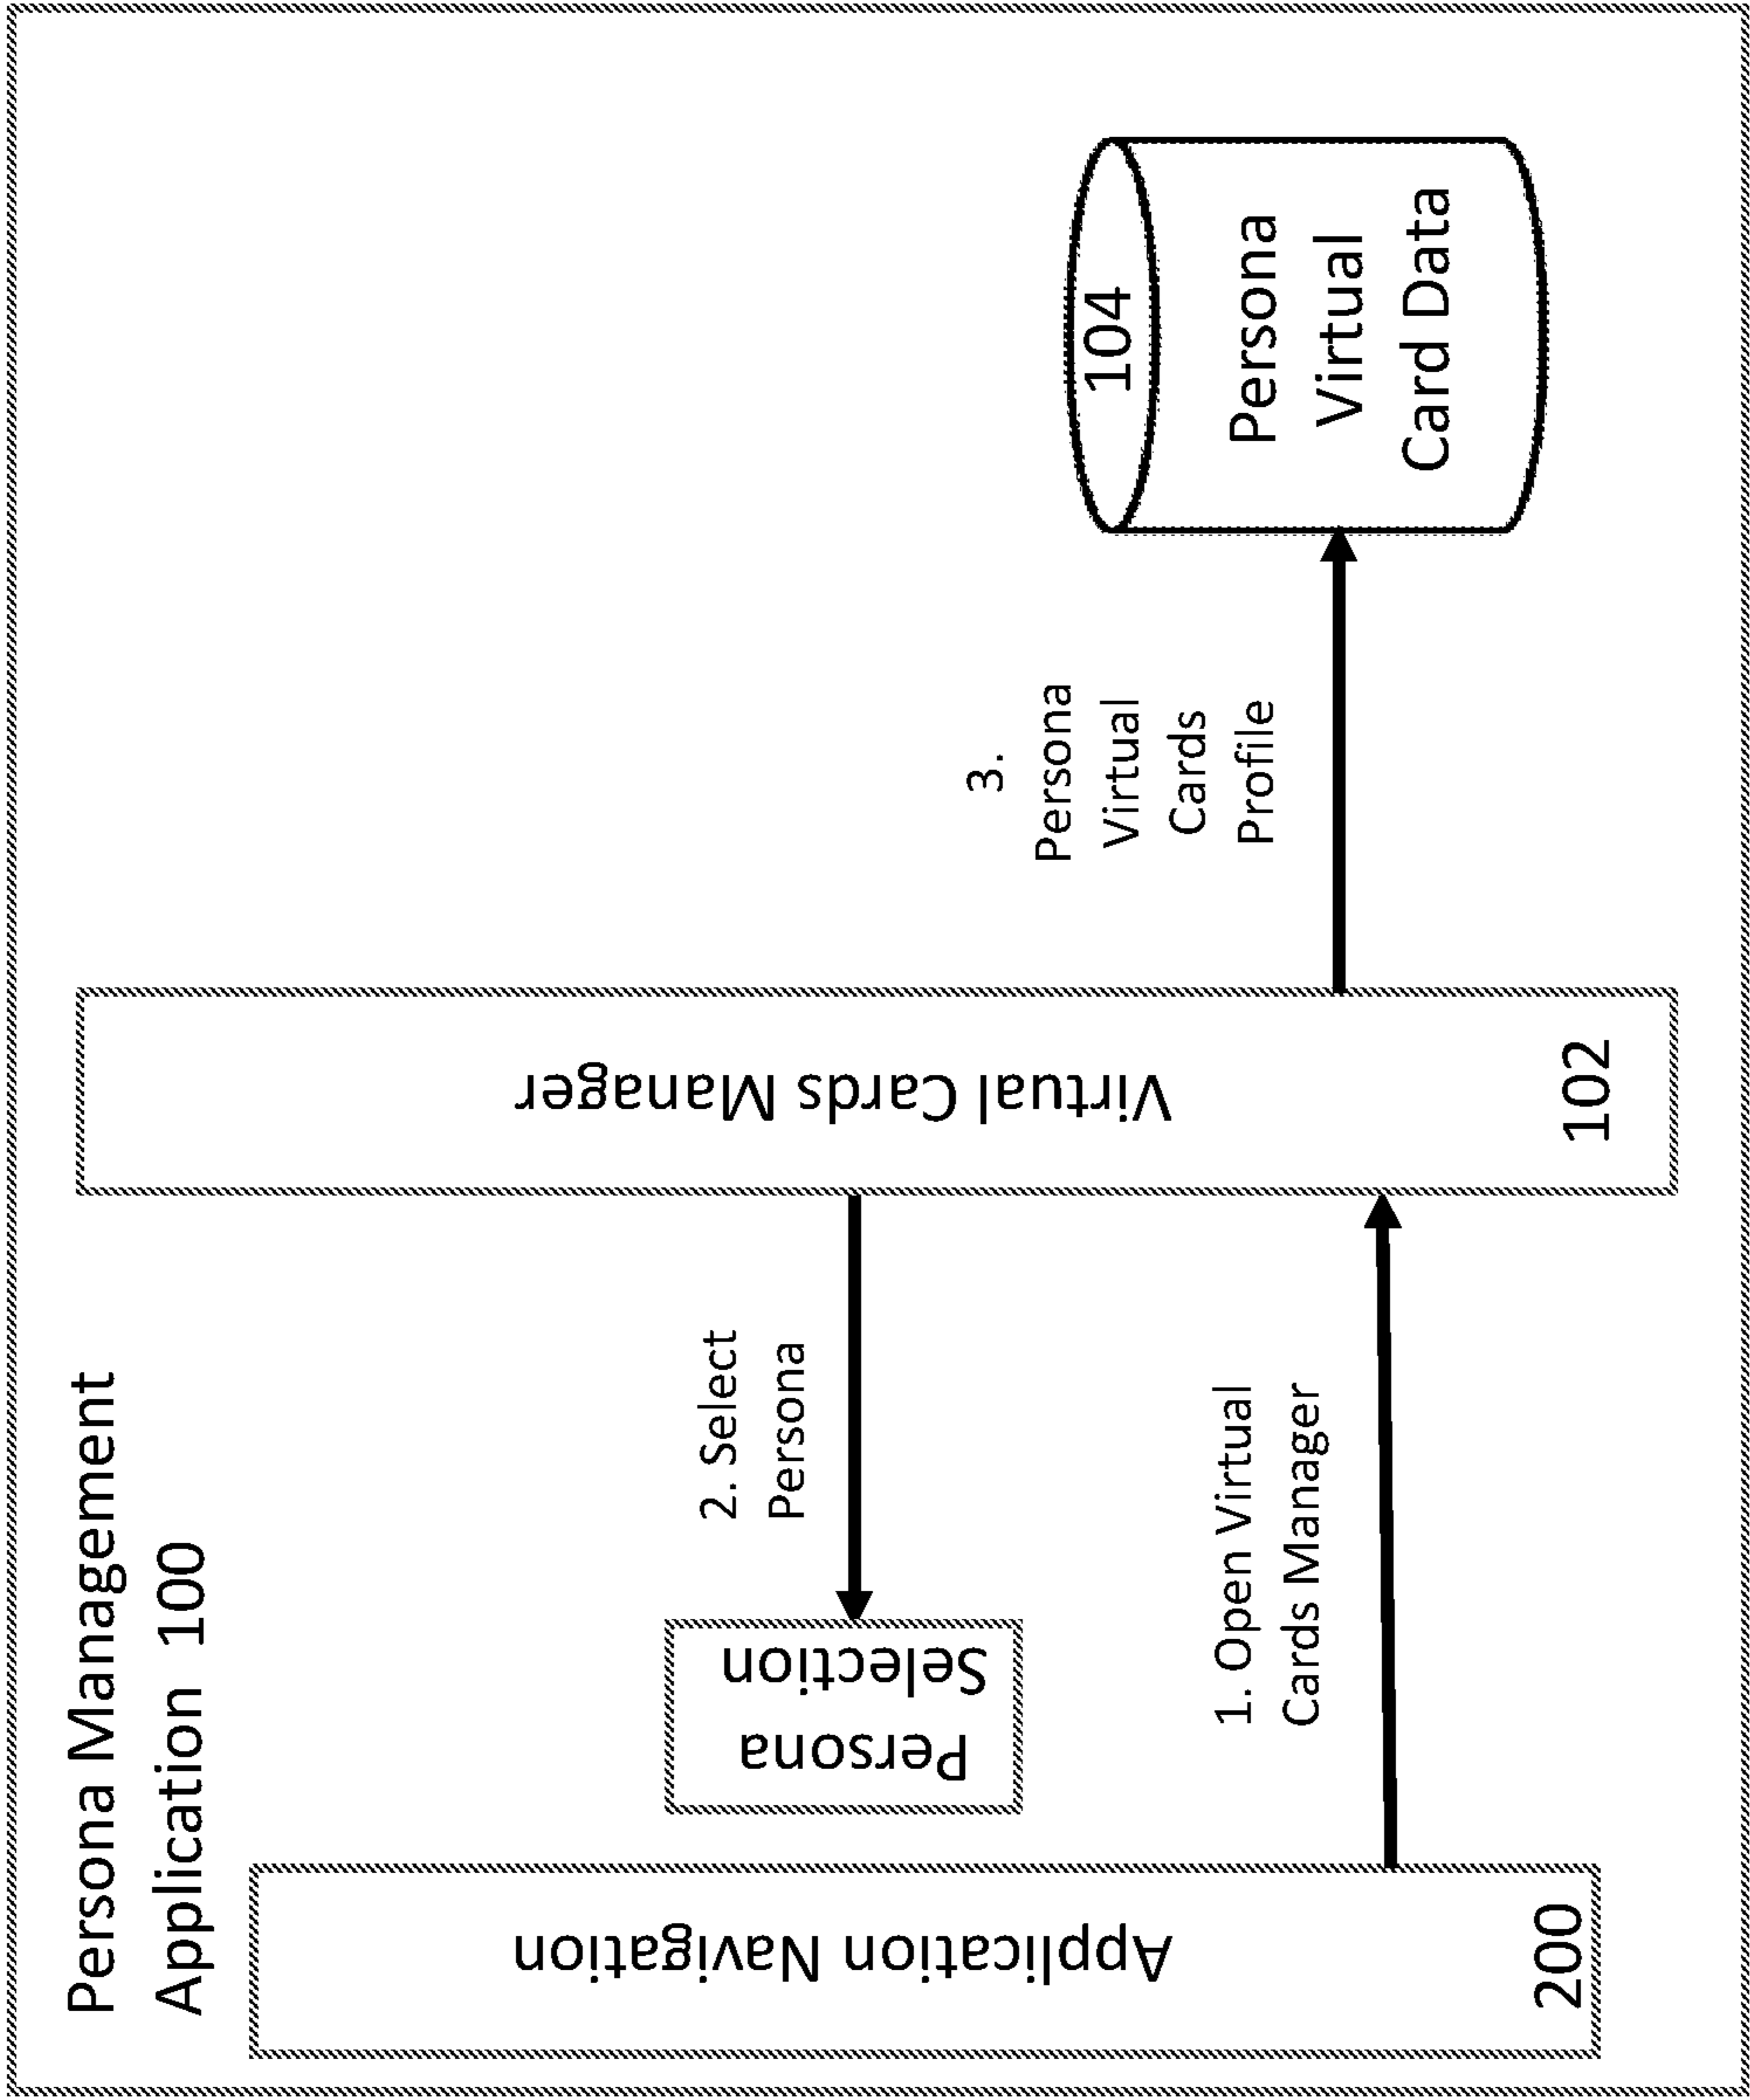 Persona Management
Application 100
Application Navigation
200
Persona
Selection
2. Select
Persona
1. Open Virtual
Cards Manager
Virtual Cards Manager
102
3.
Persona
Virtual
Cards
Profile
104
Persona
Virtual
Card Data